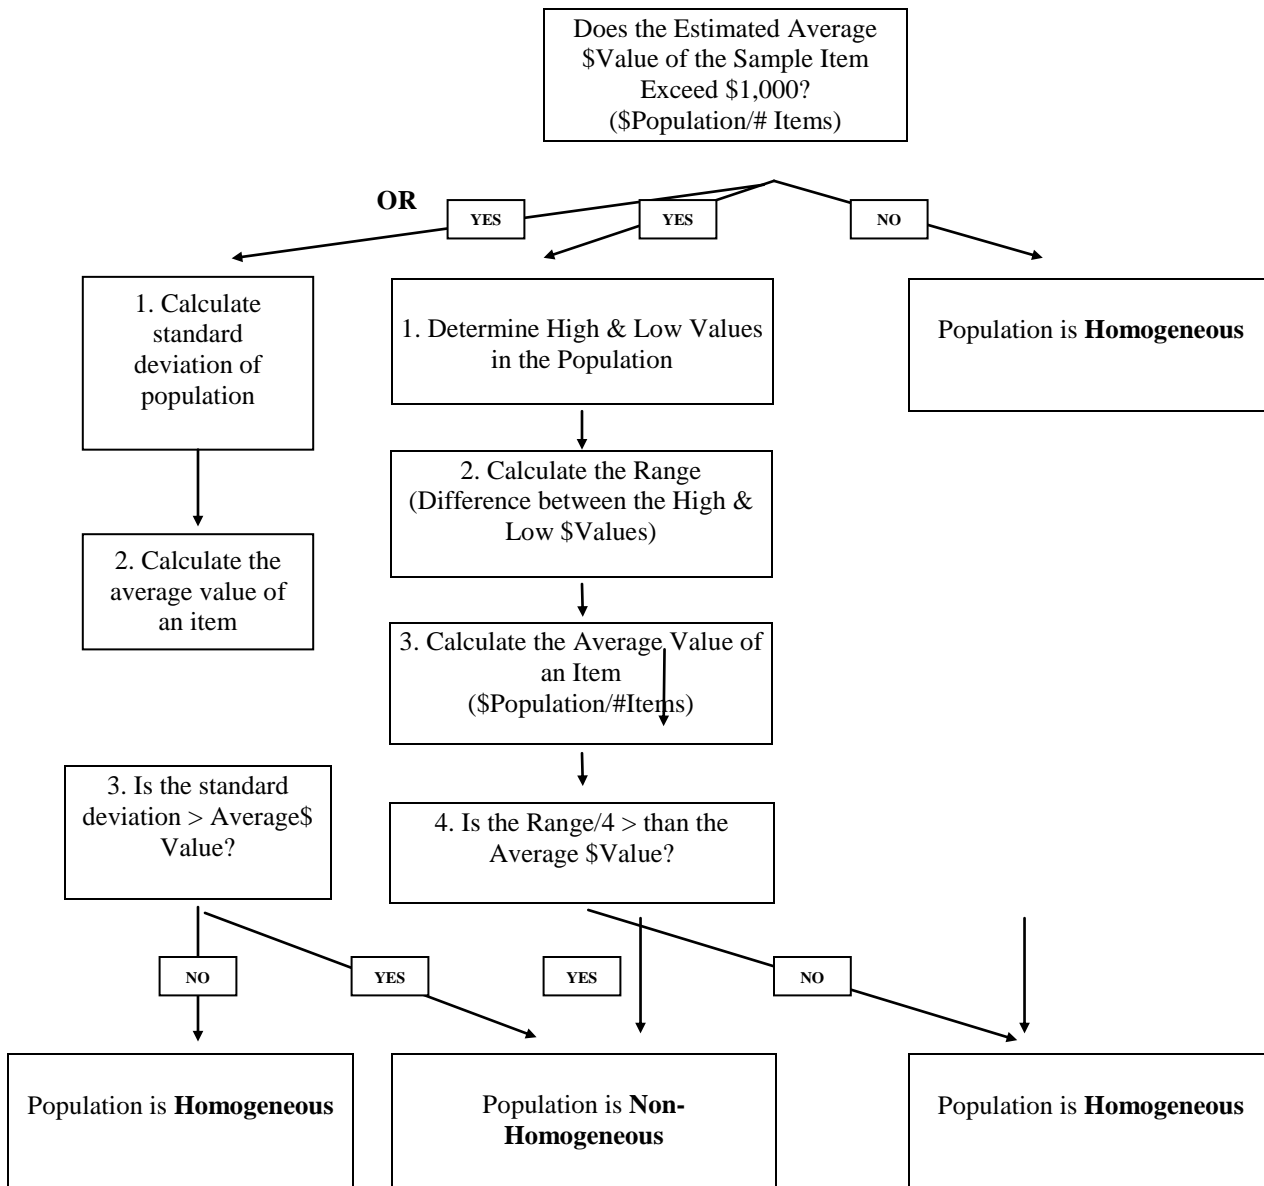 Does the Estimated Average
$Value of the Sample Item
Exceed $1,000?
($Population/# Items)
OR
YES
YES
NO
1. Calculate
standard
deviation of
population
1. Determine High & Low Values
in the Population
Population is Homogeneous
2. Calculate the Range
(Difference between the High &
Low $Values)
2. Calculate the
average value of
an item
3. Calculate the Average Value of
an Item
($Population/#Items)
3. Is the standard
deviation > Average$
Value?
4. Is the Range/4 > than the
Average $Value?
NO
YES
YES
NO
Population is Homogeneous
Population is Non-
Homogeneous
Population is Homogeneous